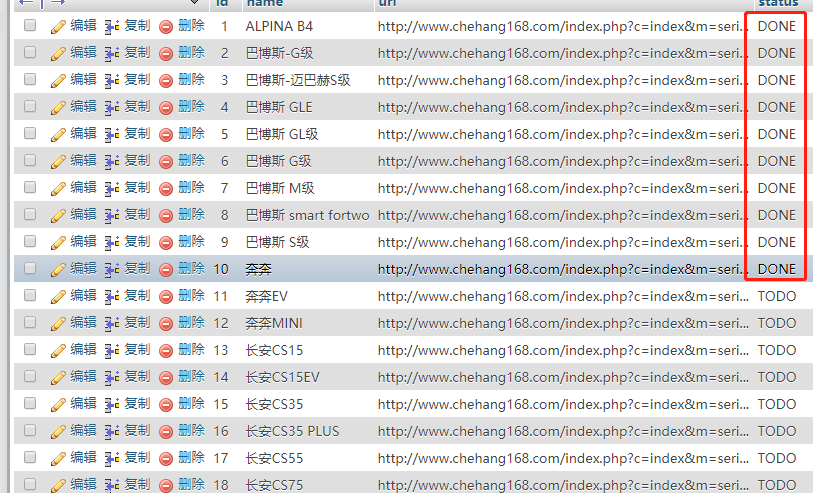 id name url status
编辑 复制 删除 1 ALPINA B4 http://www.chehang168.com/index.php?c=index&m=seri... DONE
编辑 复制 删除 2 巴博斯-G级 http://www.chehang168.com/index.php?c=index&m=seri... DONE
编辑 复制 删除 3 巴博斯-迈巴赫S级 http://www.chehang168.com/index.php?c=index&m=seri... DONE
编辑 复制 删除 4 巴博斯 GLE http://www.chehang168.com/index.php?c=index&m=seri... DONE
编辑 复制 删除 5 巴博斯 GL级 http://www.chehang168.com/index.php?c=index&m=seri... DONE
编辑 复制 删除 6 巴博斯 G级 http://www.chehang168.com/index.php?c=index&m=seri... DONE
编辑 复制 删除 7 巴博斯 M级 http://www.chehang168.com/index.php?c=index&m=seri... DONE
编辑 复制 删除 8 巴博斯 smart fortwo http://www.chehang168.com/index.php?c=index&m=seri... DONE
编辑 复制 删除 9 巴博斯 S级 http://www.chehang168.com/index.php?c=index&m=seri... DONE
编辑 复制 删除 10 奔奔 http://www.chehang168.com/index.php?c=index&m=seri... DONE
编辑 复制 删除 11 奔奔EV http://www.chehang168.com/index.php?c=index&m=seri... TODO
编辑 复制 删除 12 奔奔MINI http://www.chehang168.com/index.php?c=index&m=seri... TODO
编辑 复制 删除 13 长安CS15 http://www.chehang168.com/index.php?c=index&m=seri... TODO
编辑 复制 删除 14 长安CS15EV http://www.chehang168.com/index.php?c=index&m=seri... TODO
编辑 复制 删除 15 长安CS35 http://www.chehang168.com/index.php?c=index&m=seri... TODO
编辑 复制 删除 16 长安CS35 PLUS http://www.chehang168.com/index.php?c=index&m=seri... TODO
编辑 复制 删除 17 长安CS55 http://www.chehang168.com/index.php?c=index&m=seri... TODO
编辑 复制 删除 18 长安CS75 http://www.chehang168.com/index.php?c=index&m=seri... TODO